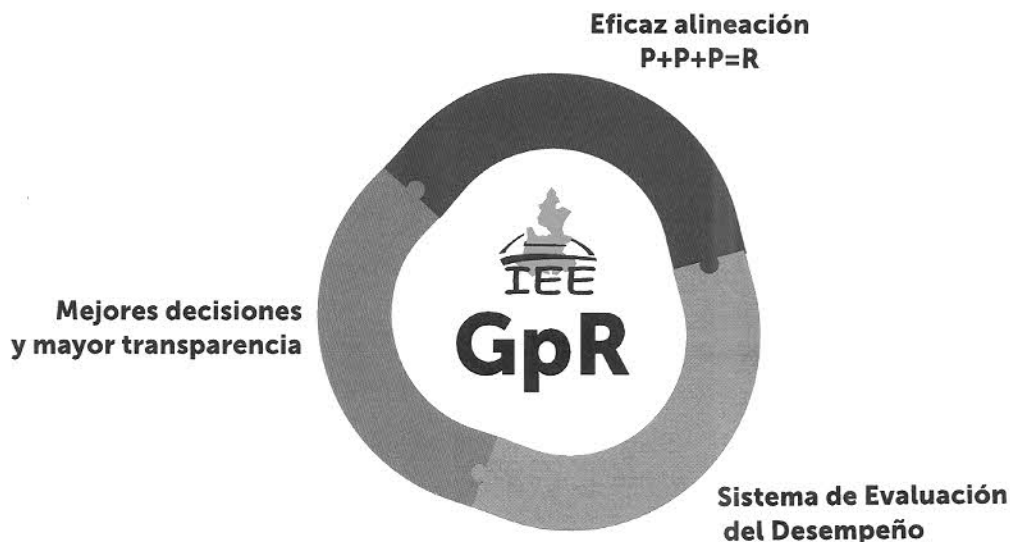 Eficaz alineación
P+P+P=R
IEE
GpR
Mejores decisiones
y mayor transparencia
Sistema de Evaluación
del Desempeño